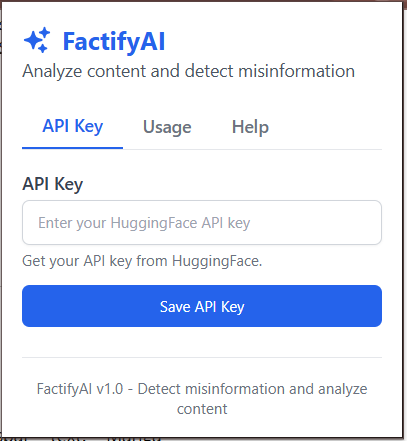 FactifyAI
Analyze content and detect misinformation
API Key
Usage
Help
API Key
Enter your HuggingFace API key
Get your API key from HuggingFace.
Save API Key
FactifyAI v1.0 - Detect misinformation and analyze
content